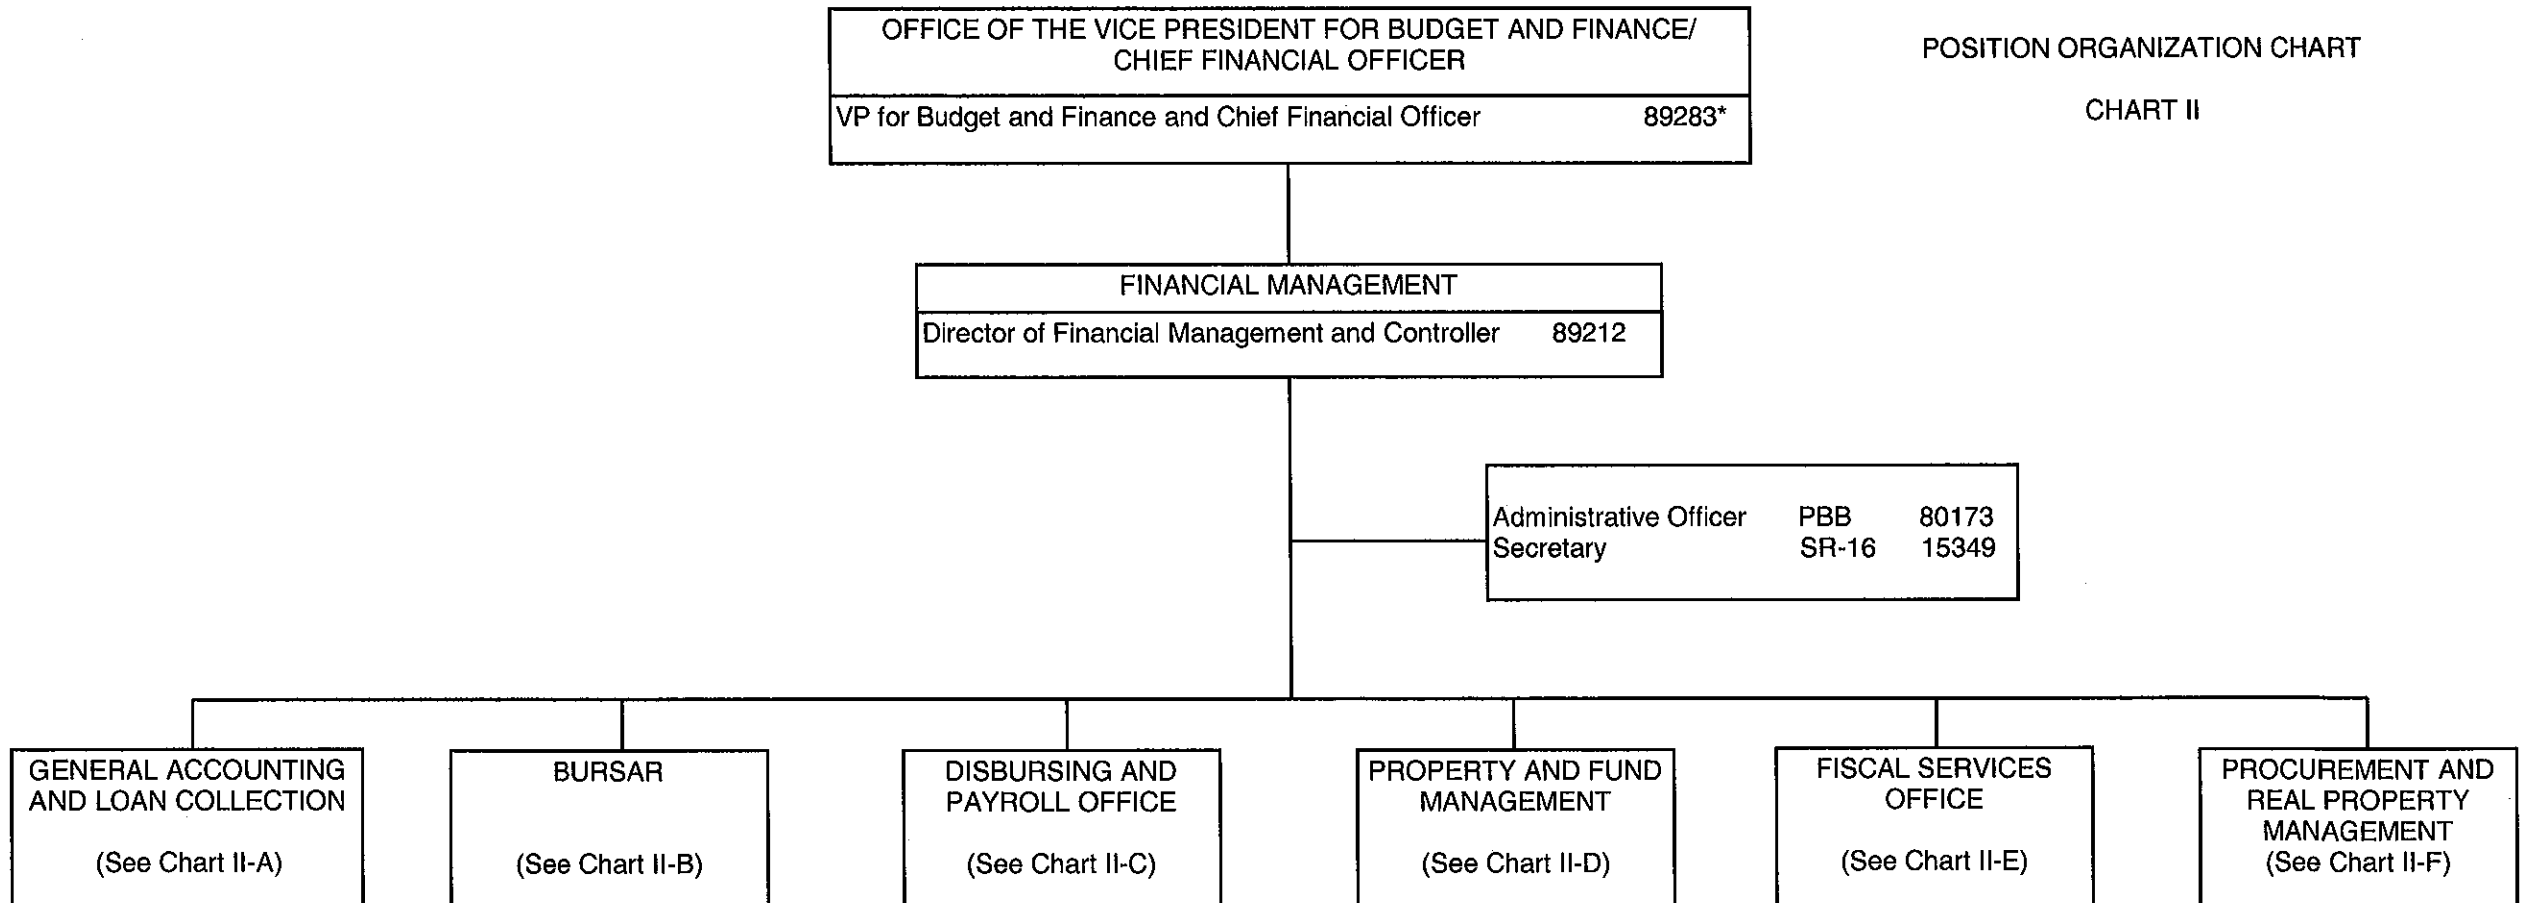 OFFICE OF THE VICE PRESIDENT FOR BUDGET AND FINANCE/
CHIEF FINANCIAL OFFICER
VP for Budget and Finance and Chief Financial Officer 89283*
POSITION ORGANIZATION CHART
CHART II
FINANCIAL MANAGEMENT
Director of Financial Management and Controller 89212
Administrative Officer PBB 80173
Secretary SR-16 15349
GENERAL ACCOUNTING
AND LOAN COLLECTION
(See Chart II-A)
BURSAR
(See Chart II-B)
DISBURSING AND
PAYROLL OFFICE
(See Chart II-C)
PROPERTY AND FUND
MANAGEMENT
(See Chart II-D)
FISCAL SERVICES
OFFICE
(See Chart II-E)
PROCUREMENT AND
REAL PROPERTY
MANAGEMENT
(See Chart II-F)